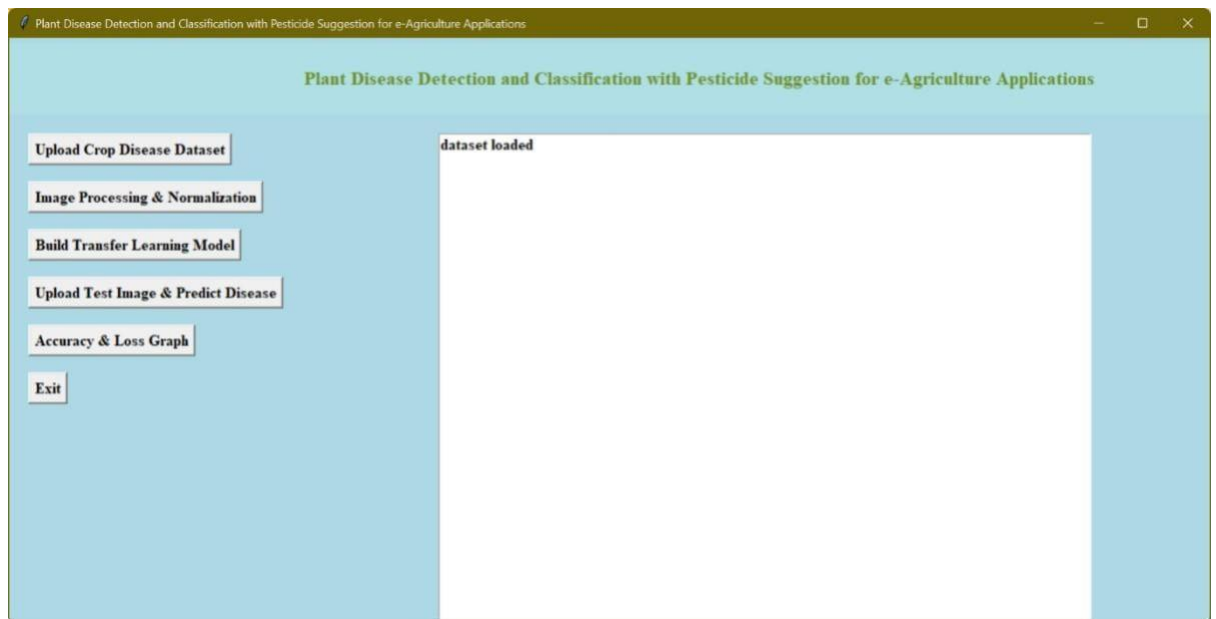 Plant Disease Detection and Classification with Pesticide Suggestion for e-Agriculture Applications
Plant Disease Detection and Classification with Pesticide Suggestion for e-Agriculture Applications
Upload Crop Disease Dataset
dataset loaded
Image Processing & Normalization
Build Transfer Learning Model
Upload Test Image & Predict Disease
Accuracy & Loss Graph
Exit